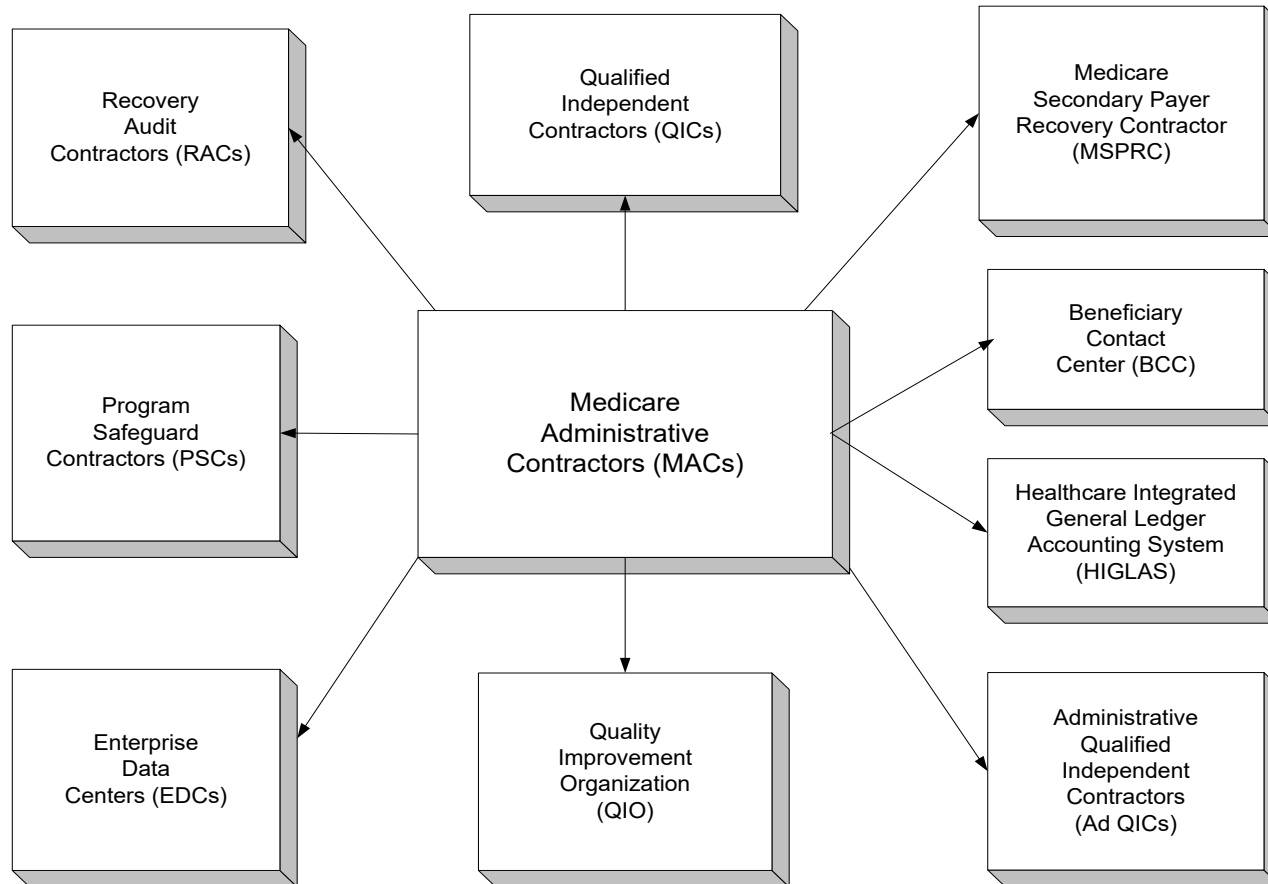 Recovery
Audit
Contractors (RACs)
Qualified
Independent
Contractors (QICs)
Medicare
Secondary Payer
Recovery Contractor
(MSPRC)
Beneficiary
Contact
Center (BCC)
Program
Safeguard
Contractors (PSCs)
Medicare
Administrative
Contractors (MACs)
Healthcare Integrated
General Ledger
Accounting System
(HIGLAS)
Enterprise
Data
Centers (EDCs)
Quality
Improvement
Organization
(QIO)
Administrative
Qualified
Independent
Contractors
(Ad QICs)